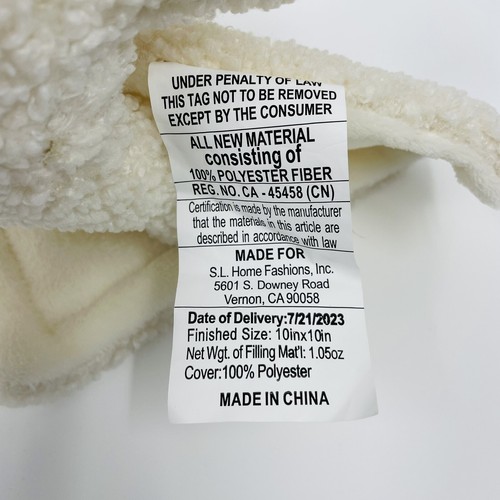 UNDER PENALTY OF LAW
THIS TAG NOT TO BE REMOVED
EXCEPT BY THE CONSUMER
ALL NEW MATERIAL
consisting of
100% POLYESTER FIBER
REG. NO. CA - 45458 (CN)
Certification is made by the manufacturer
that the materials in this article are
described in accordance with law
MADE FOR
S.L. Home Fashions, Inc.
5601 S. Downey Road
Vernon, CA 90058
Date of Delivery:7/21/2023
Finished Size: 10inx10in
Net Wgt. of Filling Mat'l: 1.05oz
Cover:100% Polyester
MADE IN CHINA